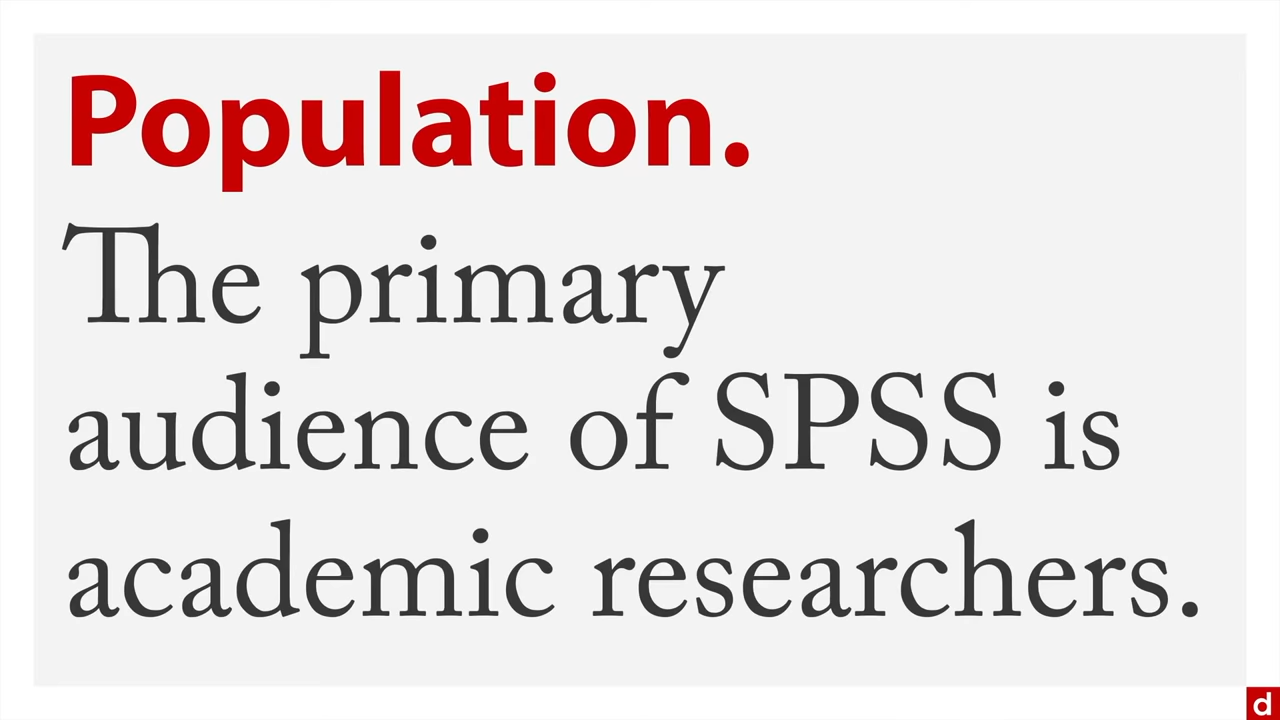 Population.
The primary
audience of SPSS is
academic researchers.
d